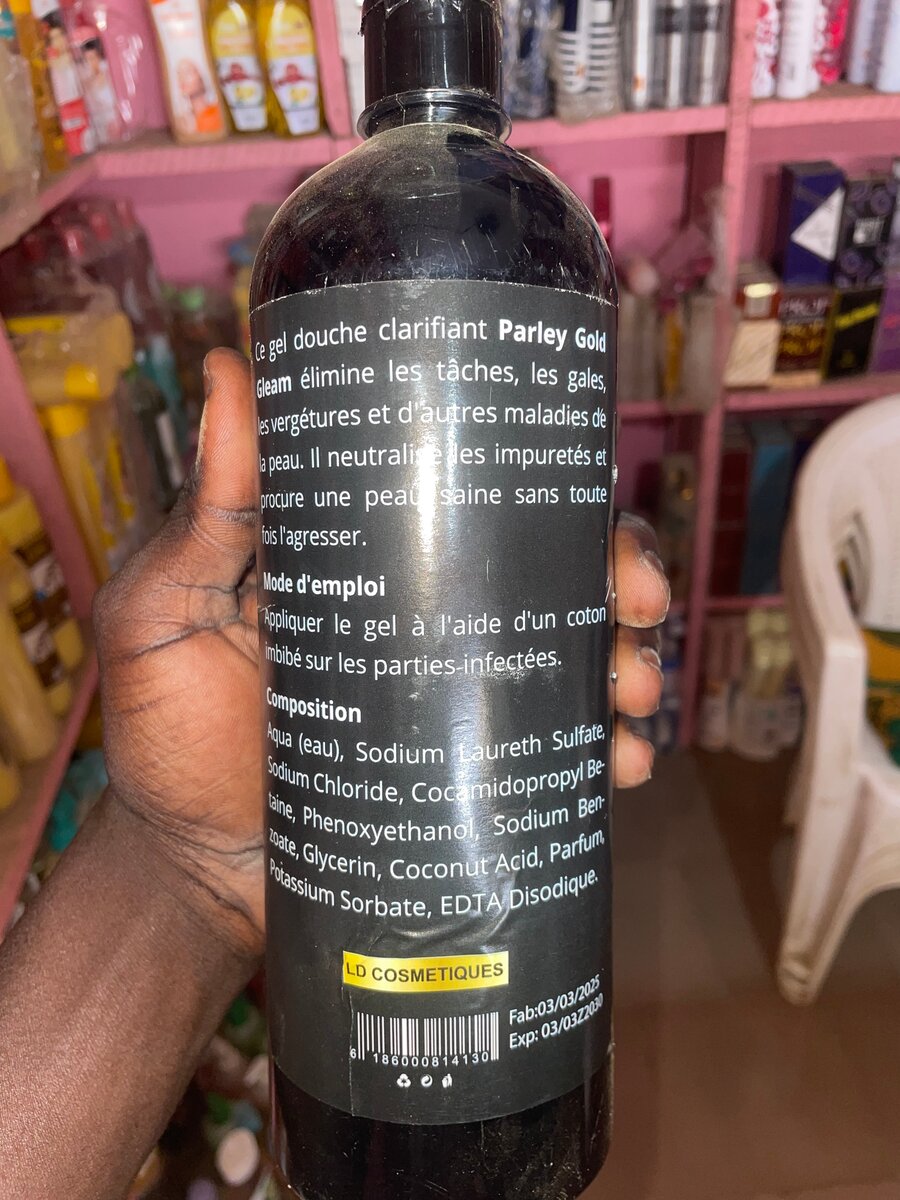 Ce gel douche clarifiant Parley Gold
Gleam élimine les tâches, les gales,
les vergétures et d'autres maladies de
la peau. Il neutralise les impuretés et
procure une peau saine sans toute
fois l'agresser.
Mode d'emploi
Appliquer le gel à l'aide d'un coton
imbibé sur les parties infectées.
Composition
Aqua (eau), Sodium Laureth Sulfate,
Sodium Chloride, Cocamidopropyl Be-
taine, Phenoxyethanol, Sodium Ben-
zoate, Glycerin, Coconut Acid, Parfum,
Potassium Sorbate, EDTA Disodique.
LD COSMETIQUES
Fab:03/03/2025
Exp: 03/03Z2030
6 186000814130